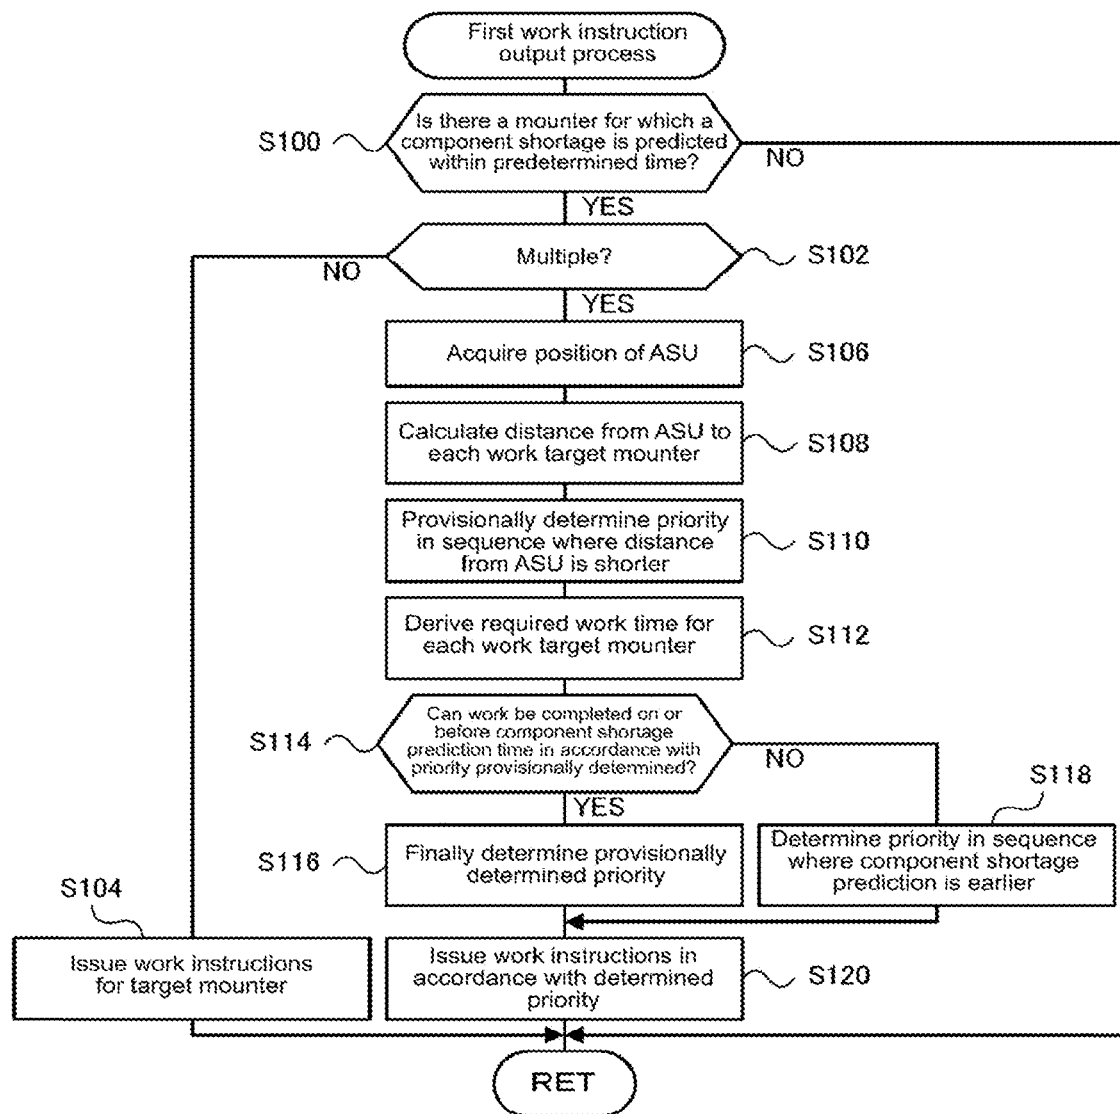 First work instruction
output process
S100
Is there a mounter for which a
component shortage is predicted
within predetermined time?
NO
YES
Multiple?
S102
NO
YES
Acquire position of ASU
S106
Calculate distance from ASU to
each work target mounter
S108
Provisionally determine priority
in sequence where distance
from ASU is shorter
S110
Derive required work time for
each work target mounter
S112
S114
Can work be completed on or
before component shortage
prediction time in accordance with
priority provisionally determined?
NO
YES
S118
S116
Finally determine provisionally
determined priority
Determine priority in sequence
where component shortage
prediction is earlier
S104
Issue work instructions
for target mounter
Issue work instructions in
accordance with determined
priority
S120
RET